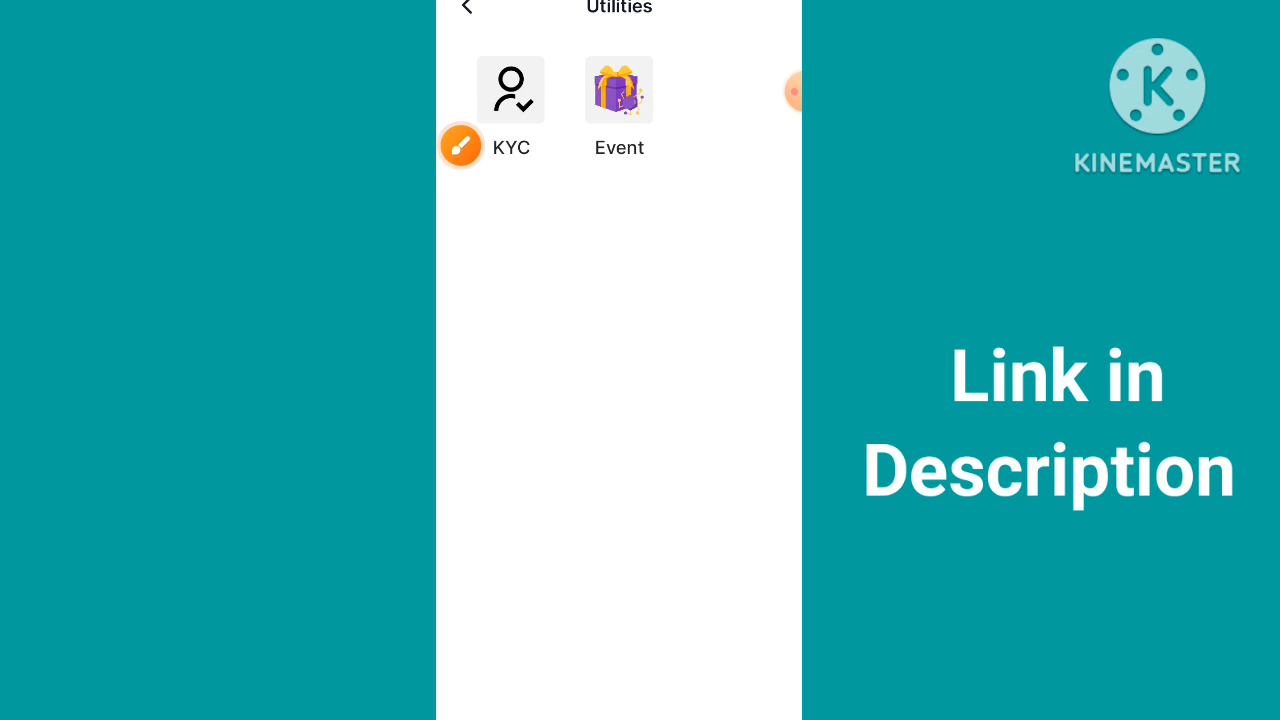 Utilities
KYC
Event
K
KINEMASTER
Link in
Description